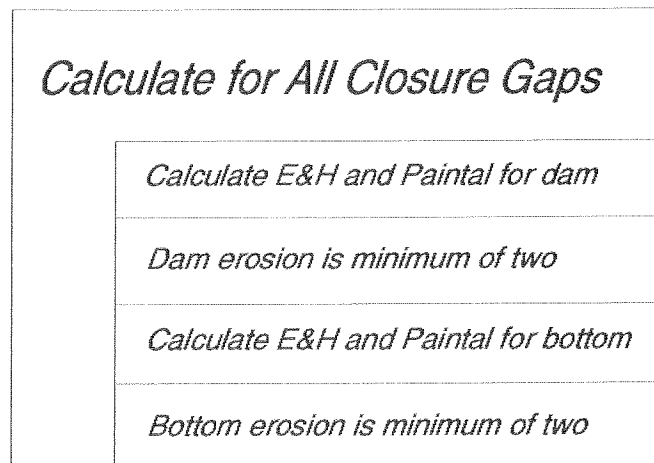 Calculate for All Closure Gaps
Calculate E&H and Paintal for dam
Dam erosion is minimum of two
Calculate E&H and Paintal for bottom
Bottom erosion is minimum of two